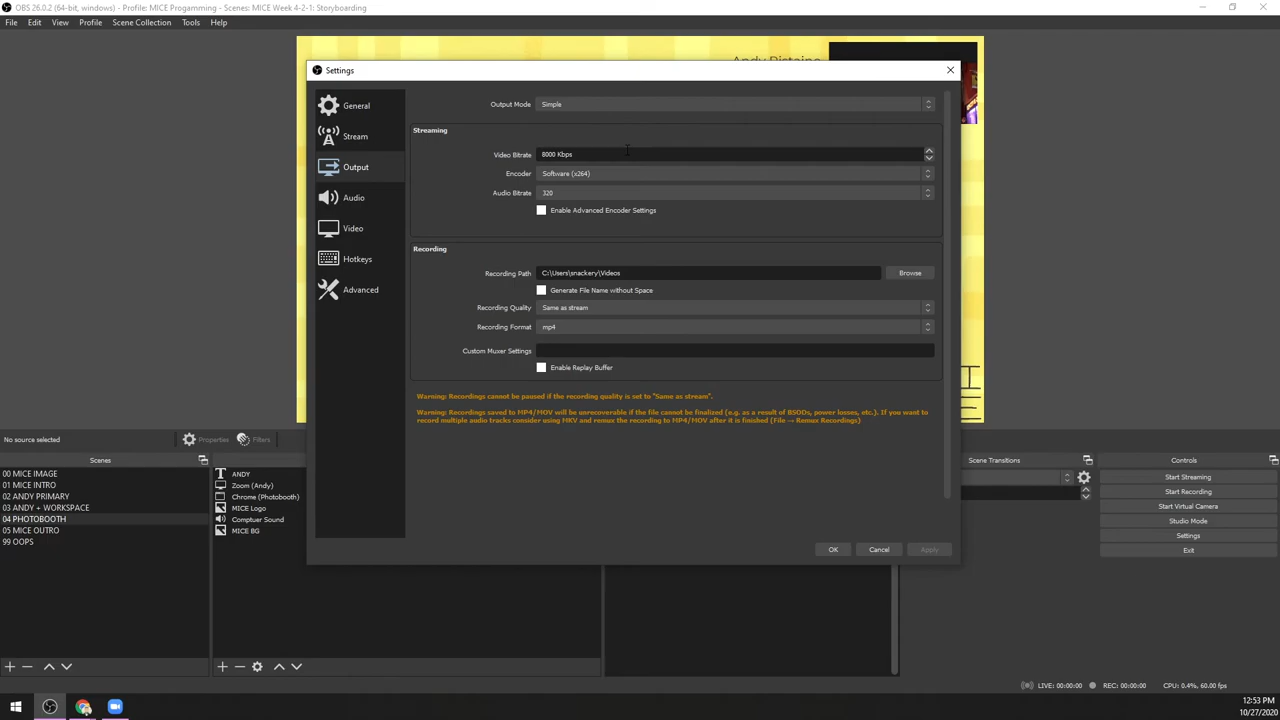 OBS 26.0.2 (64-bit, windows) - Profile: MICE Progamming - Scenes: MICE Week 4-2-1: Storyboarding
File Edit View Profile Scene Collection Tools Help
Settings
General
Stream
Output
Audio
Video
Hotkeys
Advanced
Output Mode Simple
Streaming
Video Bitrate 8000 Kbps
Encoder Software (x264)
Audio Bitrate 320
Enable Advanced Encoder Settings
Recording
Recording Path C:\Users\snackery\Videos Browse
Generate File Name without Space
Recording Quality Same as stream
Recording Format mp4
Custom Muxer Settings
Enable Replay Buffer
Warning: Recordings cannot be paused if the recording quality is set to "Same as stream".
Warning: Recordings saved to MP4/MOV will be unrecoverable if the file cannot be finalized (e.g. as a result of BSODs, power losses, etc.). If you want to
record multiple audio tracks consider using MKV and remux the recording to MP4/MOV after it is finished (File → Remux Recordings)
OK Cancel Apply
No source selected Properties Filters
Scenes
00 MICE IMAGE
01 MICE INTRO
02 ANDY PRIMARY
03 ANDY + WORKSPACE
04 PHOTOBOOTH
05 MICE OUTRO
99 OOPS
ANDY
Zoom (Andy)
Chrome (Photobooth)
MICE Logo
Comptuer Sound
MICE BG
Scene Transitions
Controls
Start Streaming
Start Recording
Start Virtual Camera
Studio Mode
Settings
Exit
LIVE: 00:00:00 REC: 00:00:00 CPU: 0.4%, 60.00 fps
12:53 PM
10/27/2020